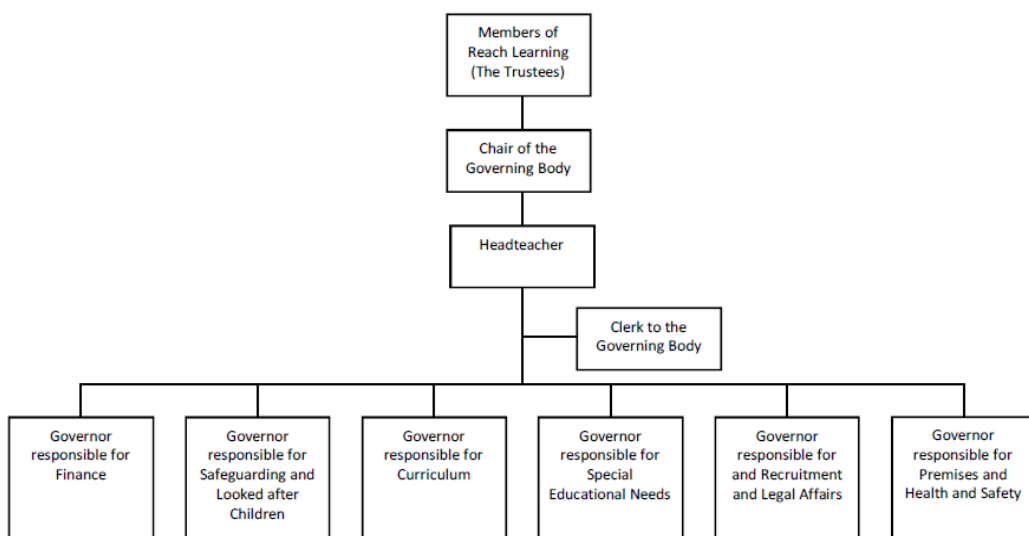 Members of
Reach Learning
(The Trustees)
Chair of the
Governing Body
Headteacher
Clerk to the
Governing Body
Governor
responsible for
Finance
Governor
responsible for
Safeguarding and
Looked after
Children
Governor
responsible for
Curriculum
Governor
responsible for
Special
Educational Needs
Governor
responsible for
and Recruitment
and Legal Affairs
Governor
responsible for
Premises and
Health and Safety